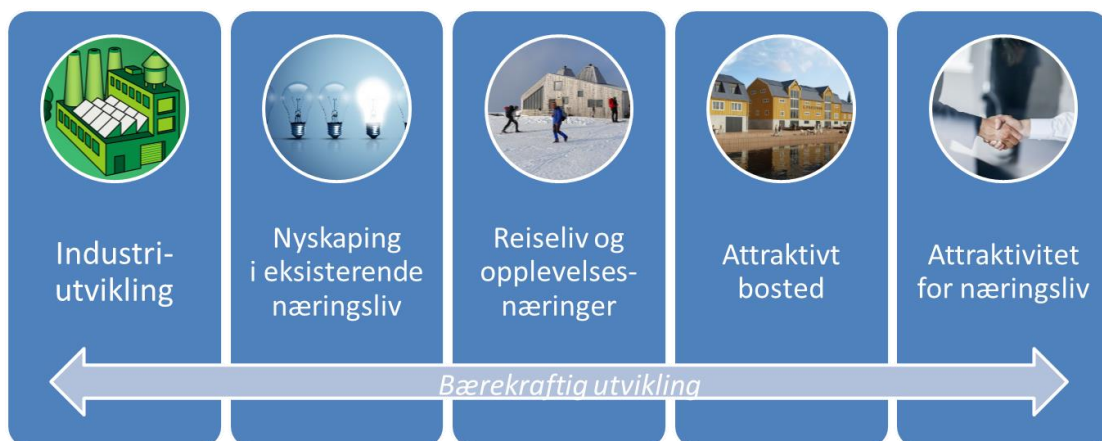 Industri-
utvikling
Nyskaping
i eksisterende
næringsliv
Reiseliv og
opplevelses-
næringer
Attraktivt
bosted
Attraktivitet
for næringsliv
Bærekraftig utvikling